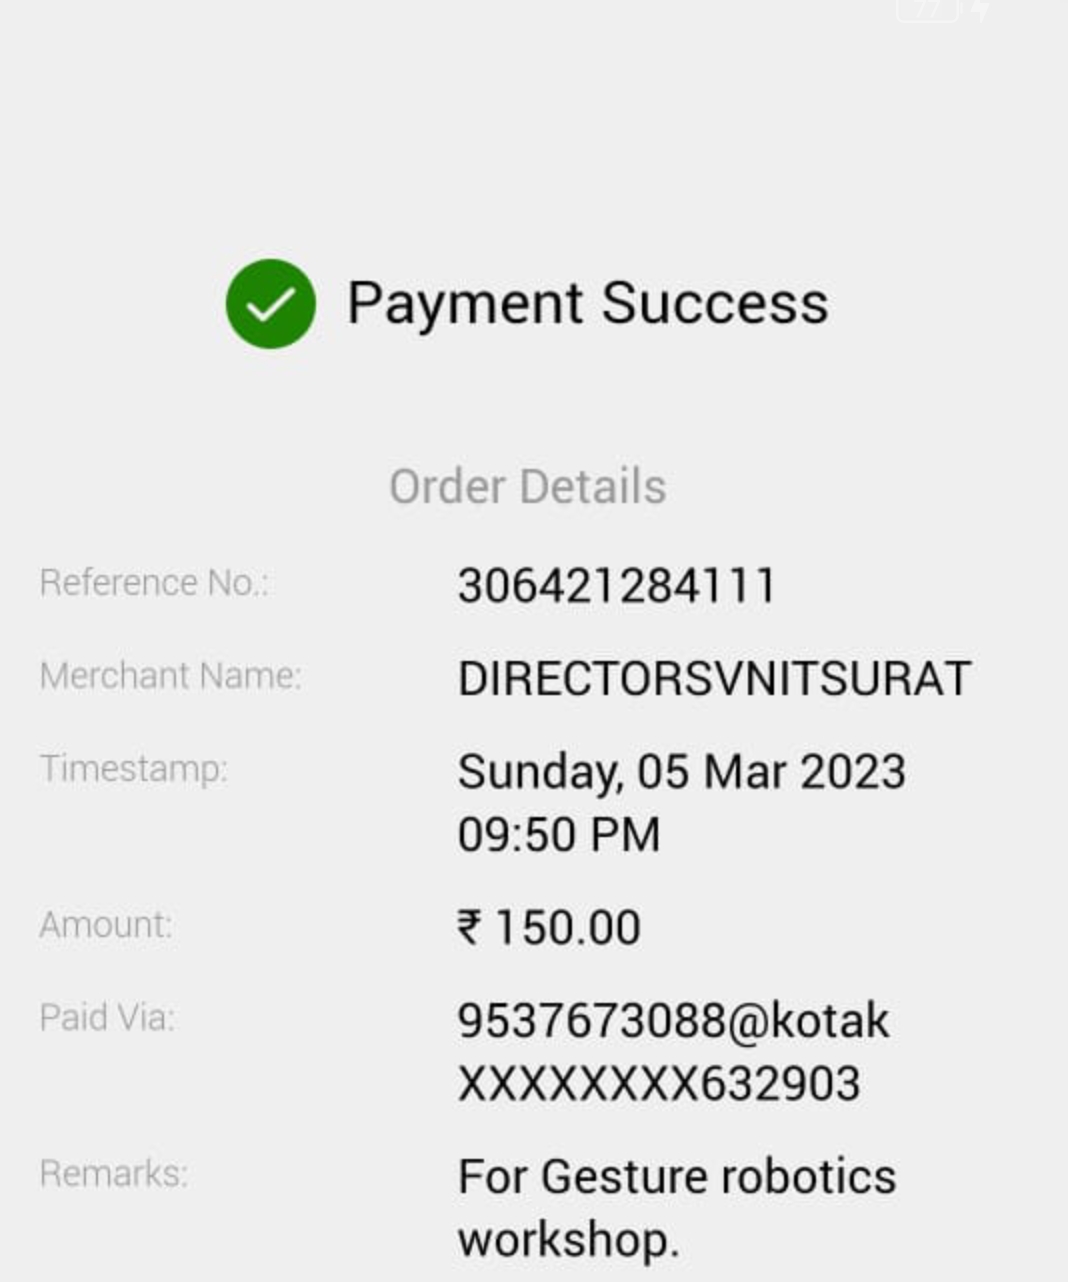 77
Payment Success
Order Details
Reference No.: 306421284111
Merchant Name: DIRECTORSVNITSURAT
Timestamp: Sunday, 05 Mar 2023
09:50 PM
Amount: ₹ 150.00
Paid Via: 9537673088@kotak
XXXXXXXX632903
Remarks: For Gesture robotics
workshop.